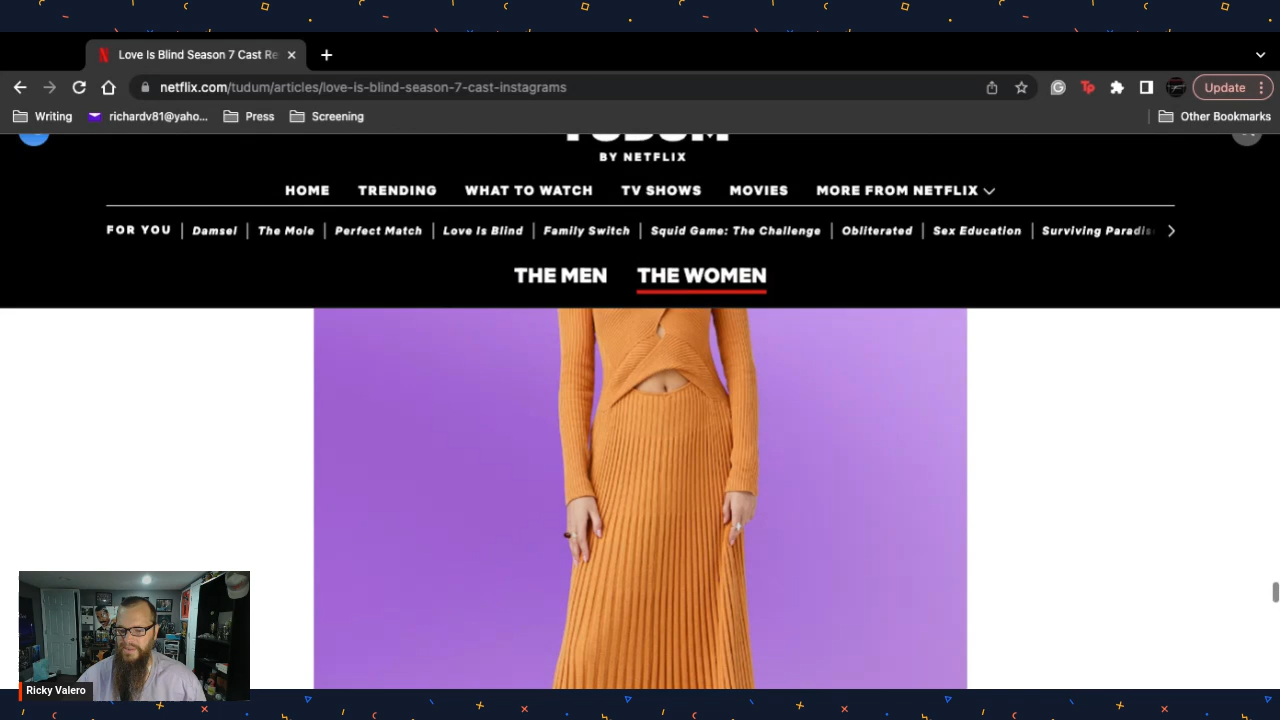 Love Is Blind Season 7 Cast Re
netflix.com/tudum/articles/love-is-blind-season-7-cast-instagrams
Tp
Update
Writing
richardv81@yaho...
Press
Screening
Other Bookmarks
TUDUM
BY NETFLIX
HOME TRENDING WHAT TO WATCH TV SHOWS MOVIES MORE FROM NETFLIX
FOR YOU Damsel The Mole Perfect Match Love Is Blind Family Switch Squid Game: The Challenge Obliterated Sex Education Surviving Paradis
THE MEN THE WOMEN
Ricky Valero